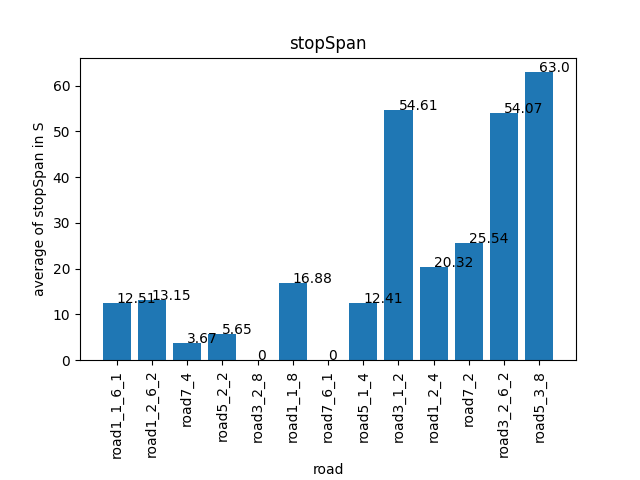 stopSpan
average of stopSpan in S
60
50
40
30
20
10
0
12.51
13.15
3.67
5.65
0
16.88
0
12.41
54.61
20.32
25.54
54.07
63.0
road1_1_6_1
road1_2_6_2
road7_4
road5_2_2
road3_2_8
road1_1_8
road7_6_1
road5_1_4
road3_1_2
road1_2_4
road7_2
road3_2_6_2
road5_3_8
road